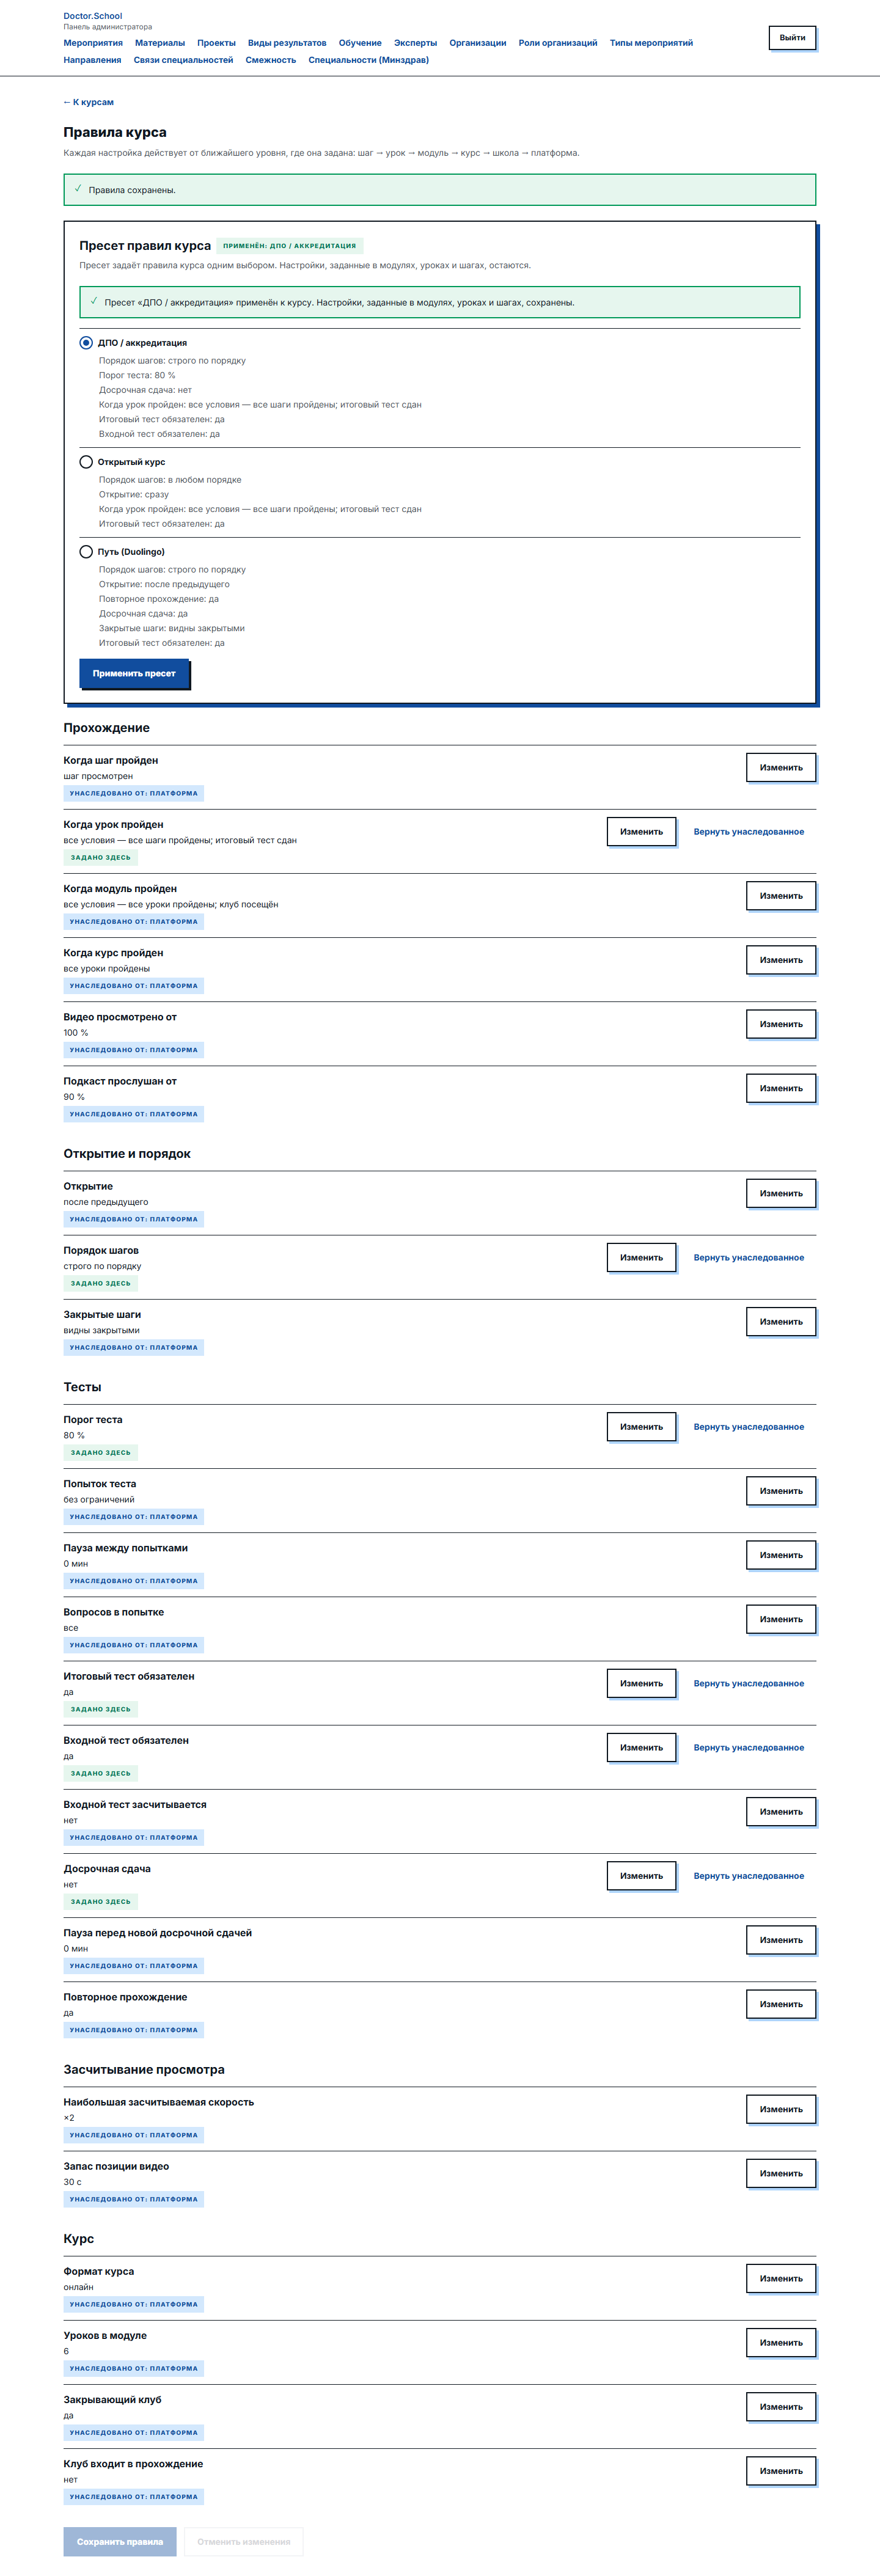 Doctor.School
Панель администратора
Мероприятия Материалы Проекты Виды результатов Обучение Эксперты Организации Роли организаций Типы мероприятий
Направления Связи специальностей Смежность Специальности (Минздрав)
Выйти
← К курсам
Правила курса
Каждая настройка действует от ближайшего уровня, где она задана: шаг → урок → модуль → курс → школа → платформа.
✓ Правила сохранены.
Пресет правил курса ПРИМЕНЁН: ДПО / АККРЕДИТАЦИЯ
Пресет задаёт правила курса одним выбором. Настройки, заданные в модулях, уроках и шагах, остаются.
✓ Пресет «ДПО / аккредитация» применён к курсу. Настройки, заданные в модулях, уроках и шагах, сохранены.
ДПО / аккредитация
Порядок шагов: строго по порядку
Порог теста: 80 %
Досрочная сдача: нет
Когда урок пройден: все условия — все шаги пройдены; итоговый тест сдан
Итоговый тест обязателен: да
Входной тест обязателен: да
Открытый курс
Порядок шагов: в любом порядке
Открытие: сразу
Когда урок пройден: все условия — все шаги пройдены; итоговый тест сдан
Итоговый тест обязателен: да
Путь (Duolingo)
Порядок шагов: строго по порядку
Открытие: после предыдущего
Повторное прохождение: да
Досрочная сдача: да
Закрытые шаги: видны закрытыми
Итоговый тест обязателен: да
Применить пресет
Прохождение
Когда шаг пройден
шаг просмотрен
УНАСЛЕДОВАНО ОТ: ПЛАТФОРМА
Изменить
Когда урок пройден
все условия — все шаги пройдены; итоговый тест сдан
ЗАДАНО ЗДЕСЬ
Изменить Вернуть унаследованное
Когда модуль пройден
все условия — все уроки пройдены; клуб посещён
УНАСЛЕДОВАНО ОТ: ПЛАТФОРМА
Изменить
Когда курс пройден
все уроки пройдены
УНАСЛЕДОВАНО ОТ: ПЛАТФОРМА
Изменить
Видео просмотрено от
100 %
УНАСЛЕДОВАНО ОТ: ПЛАТФОРМА
Изменить
Подкаст прослушан от
90 %
УНАСЛЕДОВАНО ОТ: ПЛАТФОРМА
Изменить
Открытие и порядок
Открытие
после предыдущего
УНАСЛЕДОВАНО ОТ: ПЛАТФОРМА
Изменить
Порядок шагов
строго по порядку
ЗАДАНО ЗДЕСЬ
Изменить Вернуть унаследованное
Закрытые шаги
видны закрытыми
УНАСЛЕДОВАНО ОТ: ПЛАТФОРМА
Изменить
Тесты
Порог теста
80 %
ЗАДАНО ЗДЕСЬ
Изменить Вернуть унаследованное
Попыток теста
без ограничений
УНАСЛЕДОВАНО ОТ: ПЛАТФОРМА
Изменить
Пауза между попытками
0 мин
УНАСЛЕДОВАНО ОТ: ПЛАТФОРМА
Изменить
Вопросов в попытке
все
УНАСЛЕДОВАНО ОТ: ПЛАТФОРМА
Изменить
Итоговый тест обязателен
да
ЗАДАНО ЗДЕСЬ
Изменить Вернуть унаследованное
Входной тест обязателен
да
ЗАДАНО ЗДЕСЬ
Изменить Вернуть унаследованное
Входной тест засчитывается
нет
УНАСЛЕДОВАНО ОТ: ПЛАТФОРМА
Изменить
Досрочная сдача
нет
ЗАДАНО ЗДЕСЬ
Изменить Вернуть унаследованное
Пауза перед новой досрочной сдачей
0 мин
УНАСЛЕДОВАНО ОТ: ПЛАТФОРМА
Изменить
Повторное прохождение
да
УНАСЛЕДОВАНО ОТ: ПЛАТФОРМА
Изменить
Засчитывание просмотра
Наибольшая засчитываемая скорость
×2
УНАСЛЕДОВАНО ОТ: ПЛАТФОРМА
Изменить
Запас позиции видео
30 с
УНАСЛЕДОВАНО ОТ: ПЛАТФОРМА
Изменить
Курс
Формат курса
онлайн
УНАСЛЕДОВАНО ОТ: ПЛАТФОРМА
Изменить
Уроков в модуле
6
УНАСЛЕДОВАНО ОТ: ПЛАТФОРМА
Изменить
Закрывающий клуб
да
УНАСЛЕДОВАНО ОТ: ПЛАТФОРМА
Изменить
Клуб входит в прохождение
нет
УНАСЛЕДОВАНО ОТ: ПЛАТФОРМА
Изменить
Сохранить правила Отменить изменения